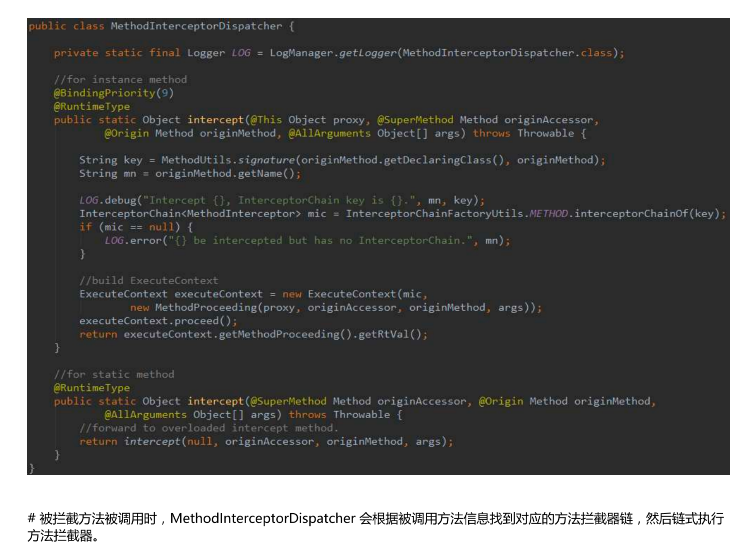 public class MethodInterceptorDispatcher {
private static final Logger LOG = LogManager.getLogger(MethodInterceptorDispatcher.class);
//for instance method
@BindingPriority(9)
@RuntimeType
public static Object intercept(@This Object proxy, @SuperMethod Method originAccessor,
@Origin Method originMethod, @AllArguments Object[] args) throws Throwable {
String key = MethodUtils.signature(originMethod.getDeclaringClass(), originMethod);
String mn = originMethod.getName();
LOG.debug("Intercept {}, InterceptorChain key is {}.", mn, key);
InterceptorChain<MethodInterceptor> mic = InterceptorChainFactoryUtils.METHOD.interceptorChainOf(key);
if (mic == null) {
LOG.error("{} be intercepted but has no InterceptorChain.", mn);
}
//build ExecuteContext
ExecuteContext executeContext = new ExecuteContext(mic,
new MethodProceeding(proxy, originAccessor, originMethod, args));
executeContext.proceed();
return executeContext.getMethodProceeding().getRtVal();
}
//for static method
@RuntimeType
public static Object intercept(@SuperMethod Method originAccessor, @Origin Method originMethod,
@AllArguments Object[] args) throws Throwable {
//forward to overloaded intercept method.
return intercept(null, originAccessor, originMethod, args);
}
}
# 被拦截方法被调用时，MethodInterceptorDispatcher 会根据被调用方法信息找到对应的方法拦截器链，然后链式执行
方法拦截器。